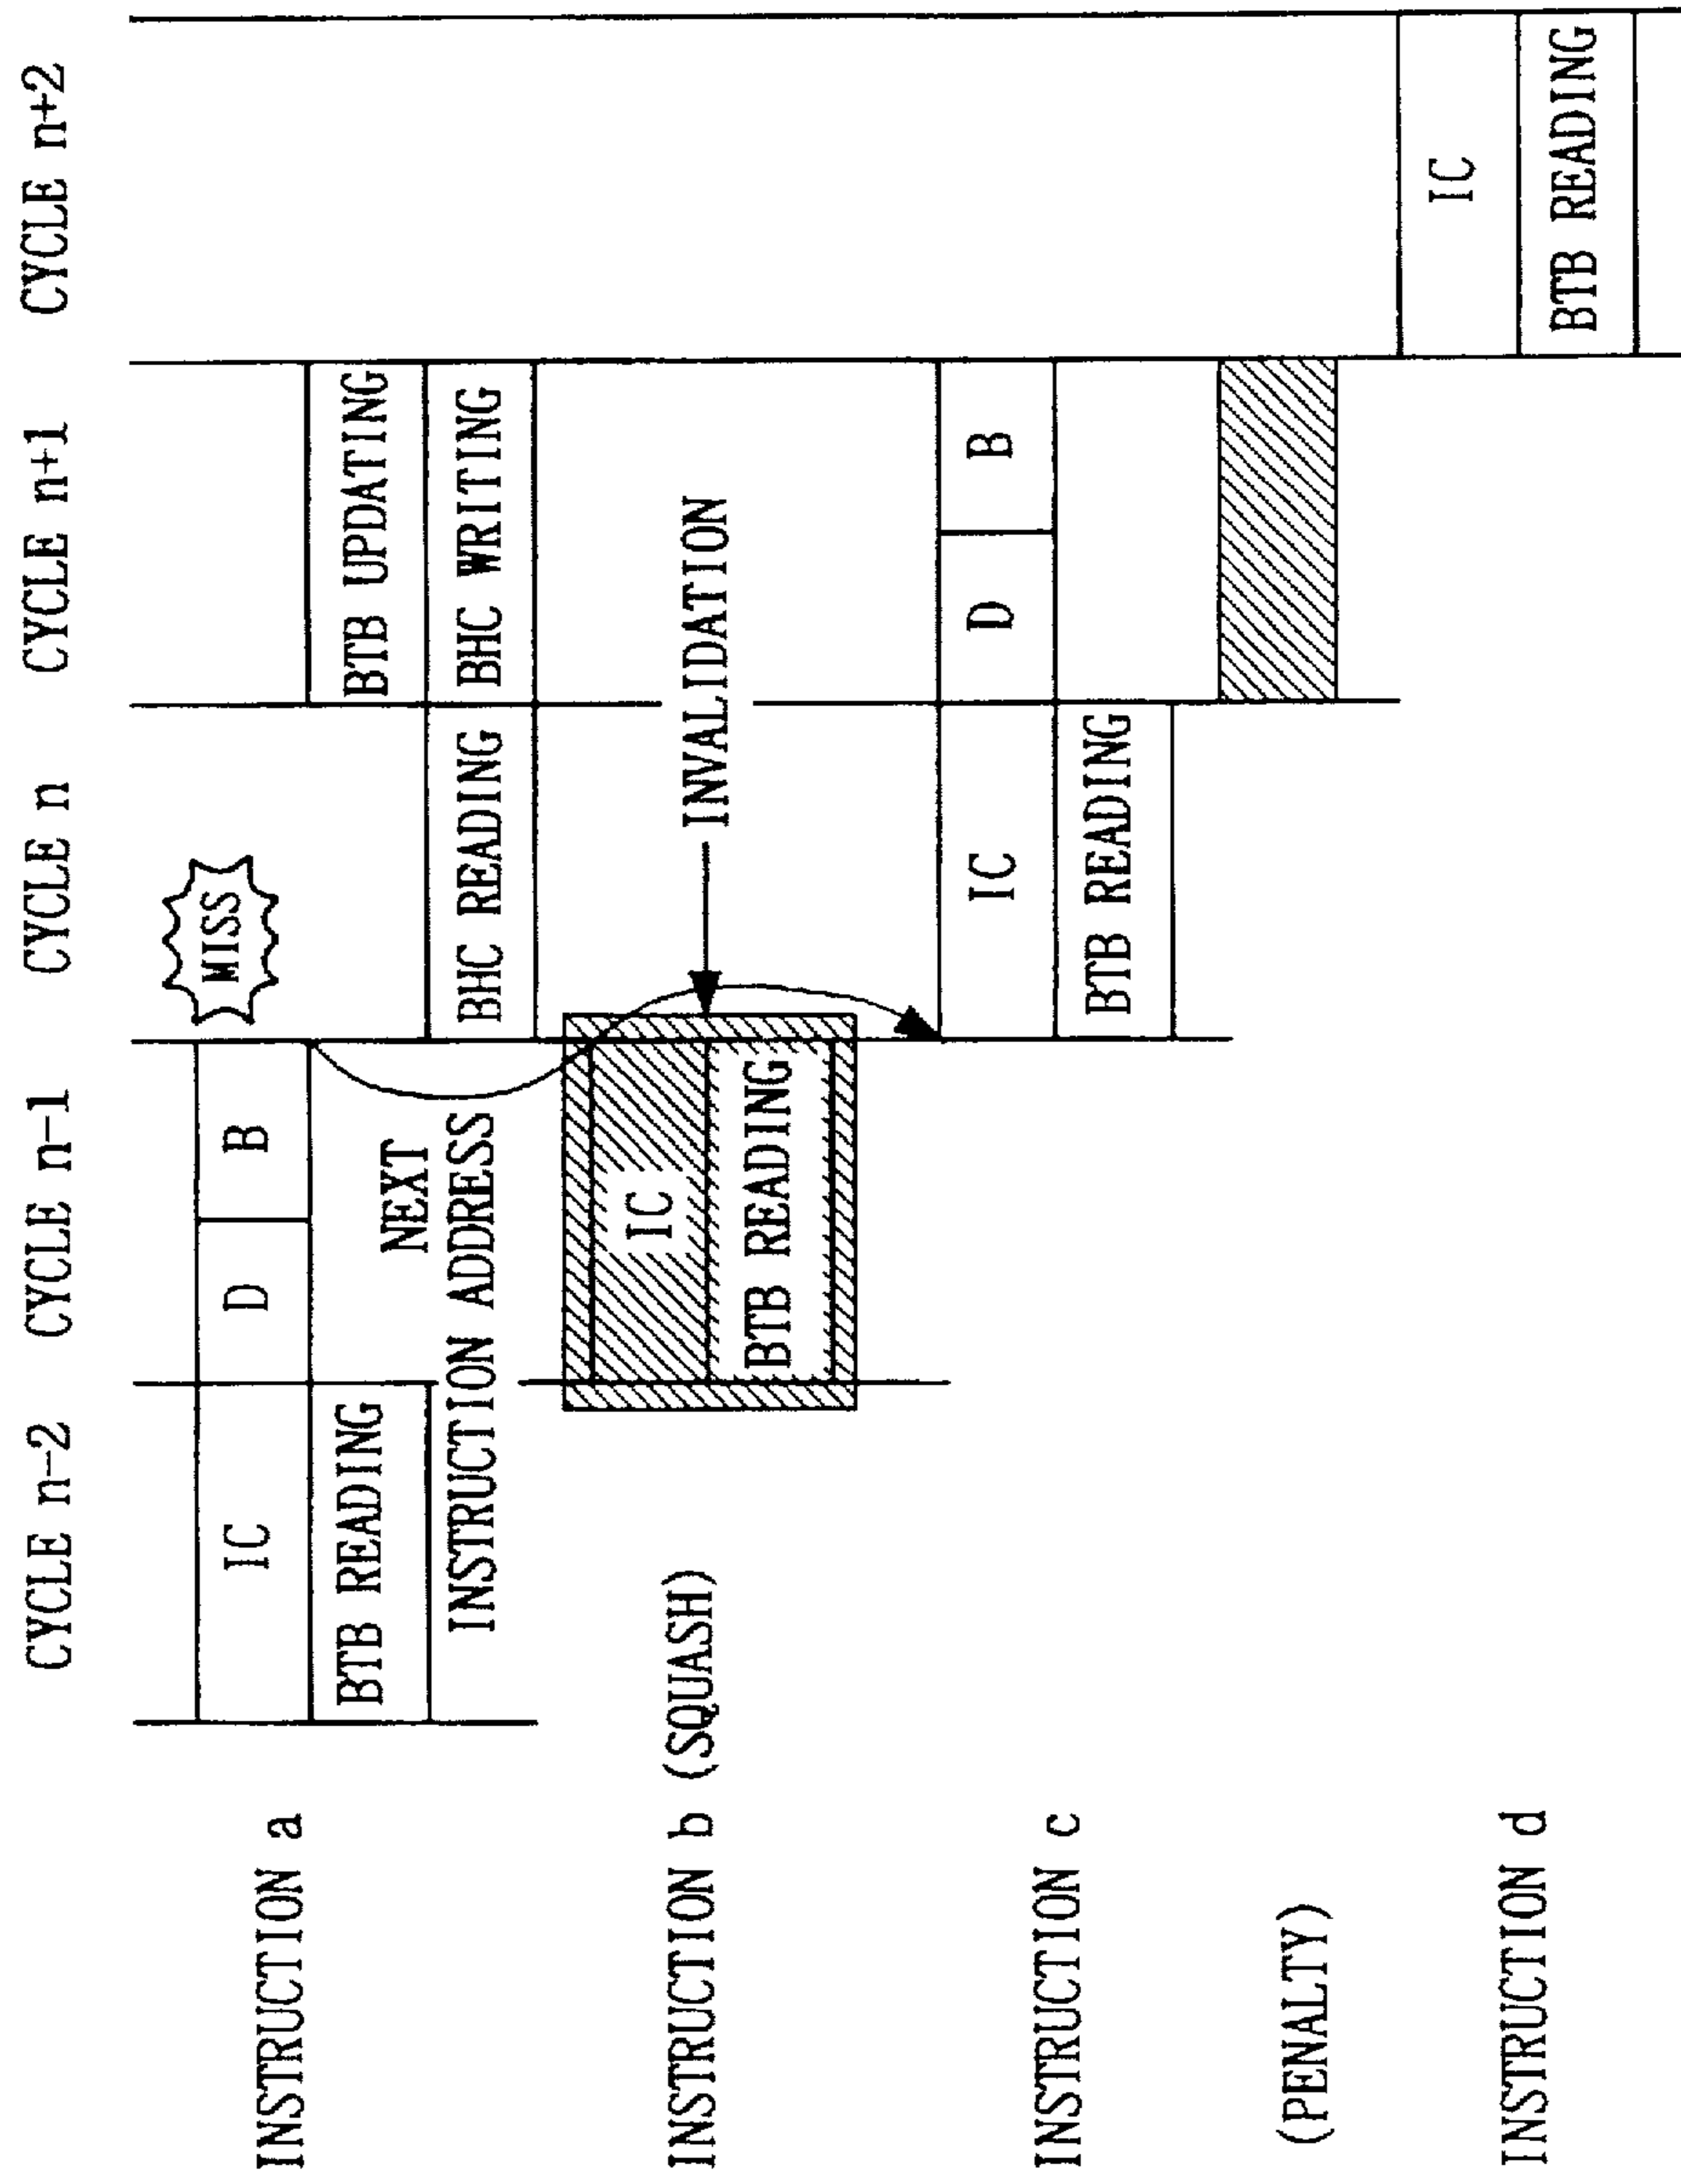 CYCLE n-2 CYCLE n-1 CYCLE n CYCLE n+1 CYCLE n+2
MISS
INSTRUCTION a IC D B
BTB READING BTB UPDATING
NEXT BHC READING BHC WRITING
INSTRUCTION ADDRESS
INSTRUCTION b (SQUASH) IC INVALIDATION
BTB READING
INSTRUCTION c IC D B
BTB READING
(PENALTY)
INSTRUCTION d IC
BTB READING